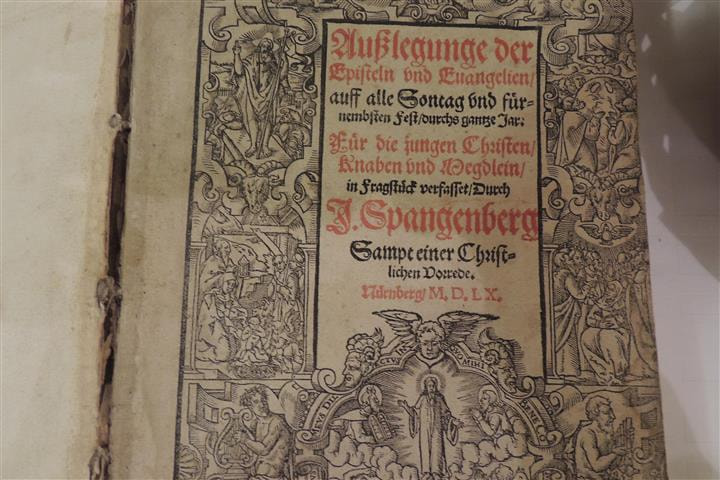 Außlegunge der
Episteln vnd Euangelien/
auff alle Sontag vnd für-
nembsten Fest/durchs gantze Jar:
Für die jungen Christen/
Knaben vnd Megdlein/
in Fragstück verfasset/Durch
J. Spangenberg
Sampt einer Christ-
lichen Vorrede.
Nürnberg/ M. D. LX.